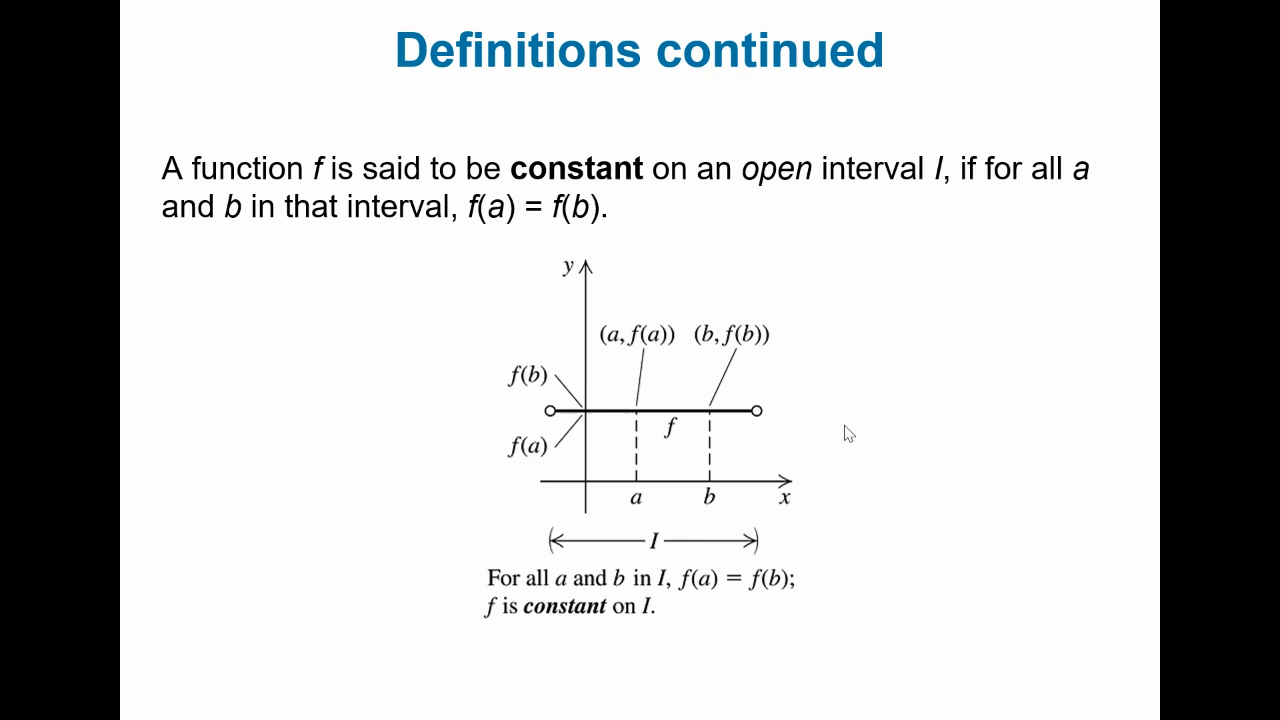 Definitions continued
A function f is said to be constant on an open interval I, if for all a
and b in that interval, f(a) = f(b).
y
(a, f(a)) (b, f(b))
f(b)
f
f(a)
a b x
I
For all a and b in I, f(a) = f(b);
f is constant on I.